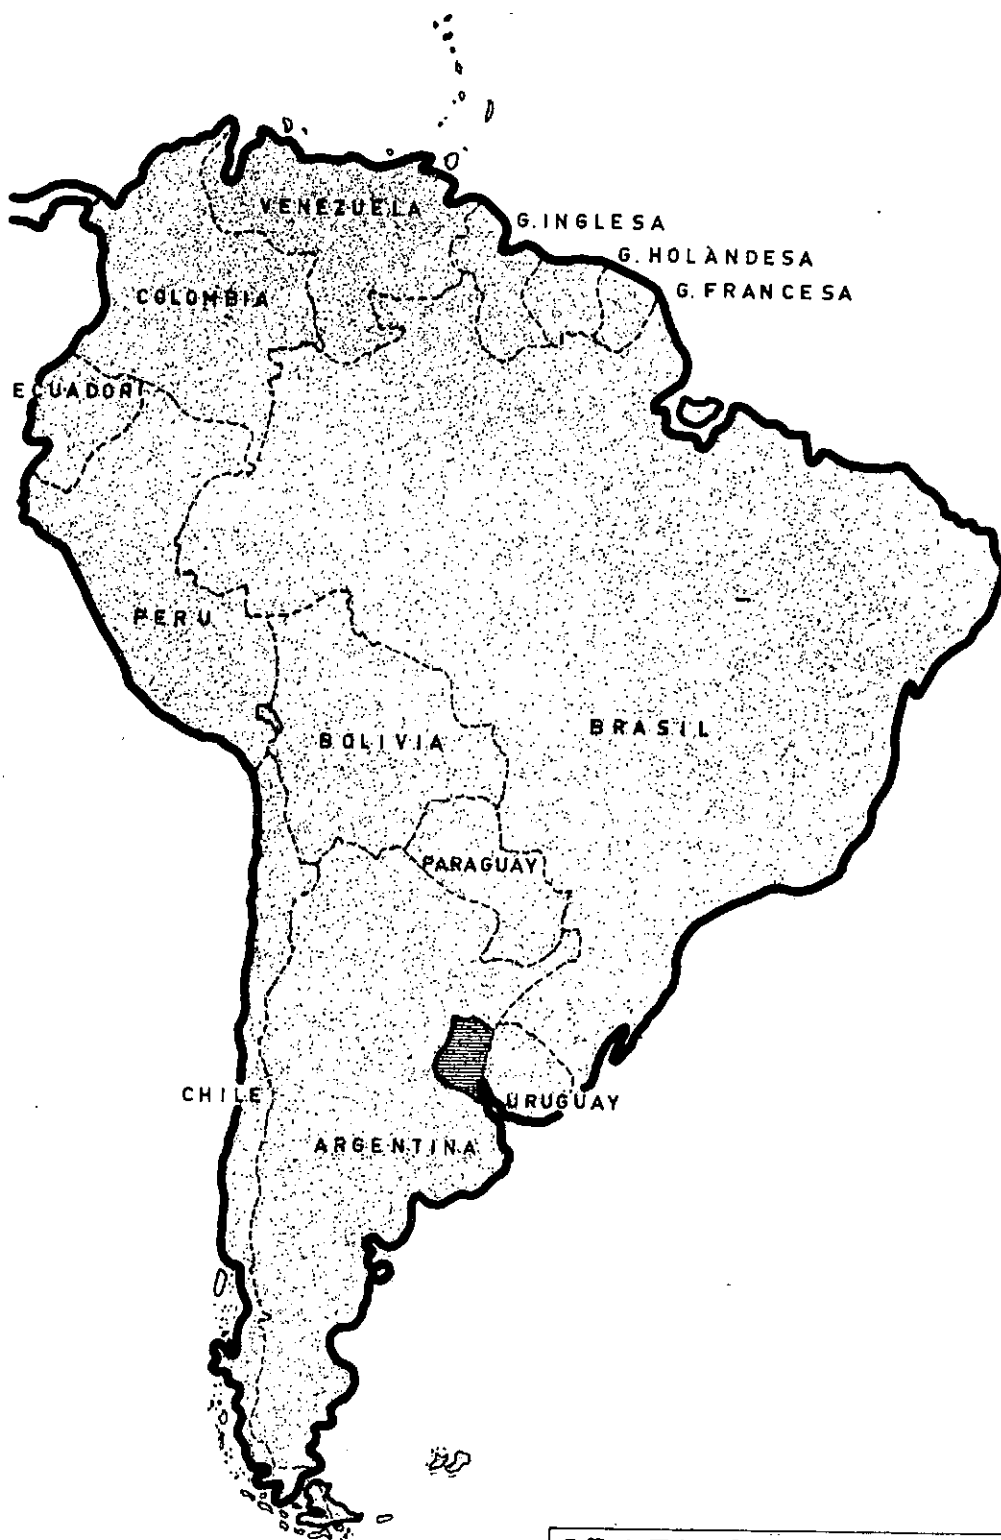 VENEZUELA
G. INGLESA
G. HOLANDESA
G. FRANCESA
COLOMBIA
ECUADOR
PERU
BOLIVIA
BRASIL
PARAGUAY
CHILE
URUGUAY
ARGENTINA